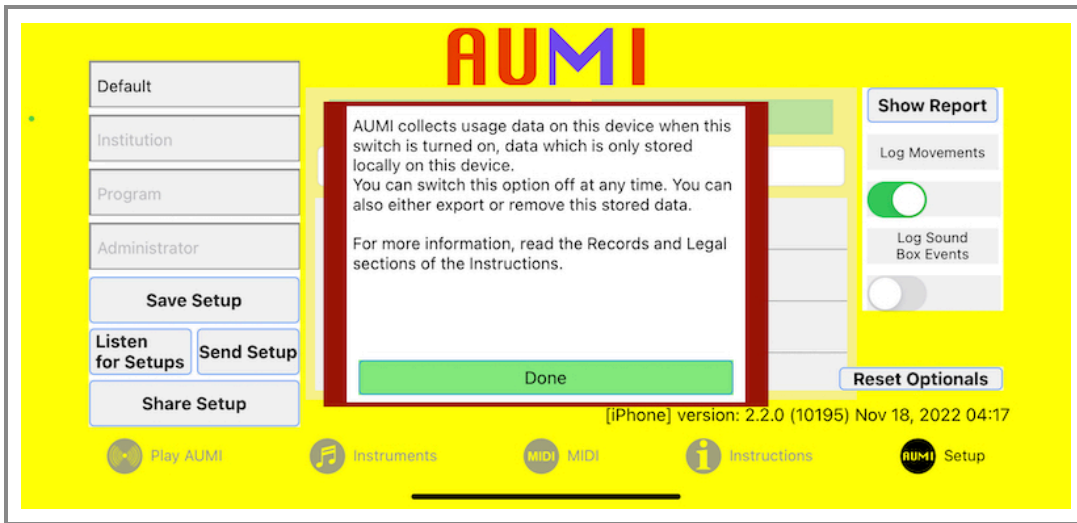 AUMI
Default
Institution
Program
Administrator
Save Setup
Listen
for Setups
Send Setup
Share Setup
AUMI collects usage data on this device when this
switch is turned on, data which is only stored
locally on this device.
You can switch this option off at any time. You can
also either export or remove this stored data.
For more information, read the Records and Legal
sections of the Instructions.
Done
Show Report
Log Movements
Log Sound
Box Events
Reset Optionals
[iPhone] version: 2.2.0 (10195) Nov 18, 2022 04:17
Play AUMI
Instruments
MIDI MIDI
Instructions
AUMI Setup